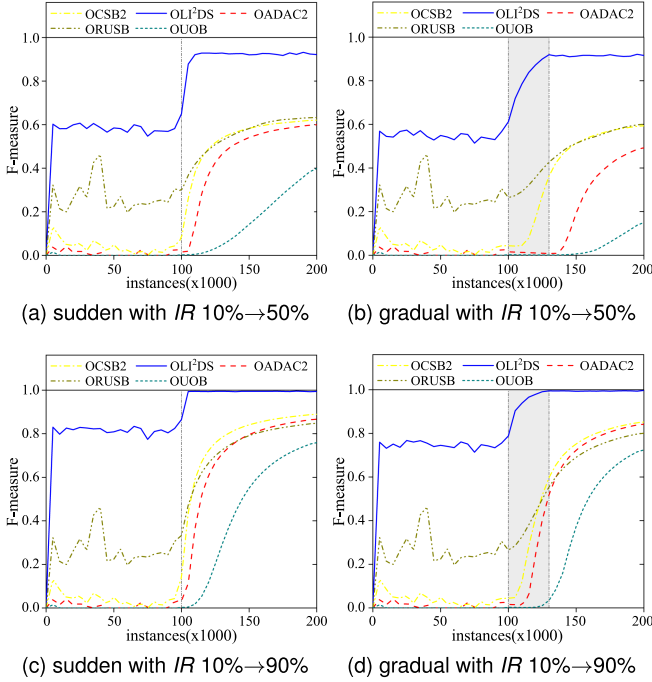 OCSB2 OLI²DS OADAC2
ORUSB OUOB
1.0
0.8
0.6
0.4
0.2
0.0
F-measure
0 50 100 150 200
instances(x1000)
(a) sudden with IR 10%→50%
OCSB2 OLI²DS OADAC2
ORUSB OUOB
1.0
0.8
0.6
0.4
0.2
0.0
F-measure
0 50 100 150 200
instances(x1000)
(b) gradual with IR 10%→50%
OCSB2 OLI²DS OADAC2
ORUSB OUOB
1.0
0.8
0.6
0.4
0.2
0.0
F-measure
0 50 100 150 200
instances(x1000)
(c) sudden with IR 10%→90%
OCSB2 OLI²DS OADAC2
ORUSB OUOB
1.0
0.8
0.6
0.4
0.2
0.0
F-measure
0 50 100 150 200
instances(x1000)
(d) gradual with IR 10%→90%